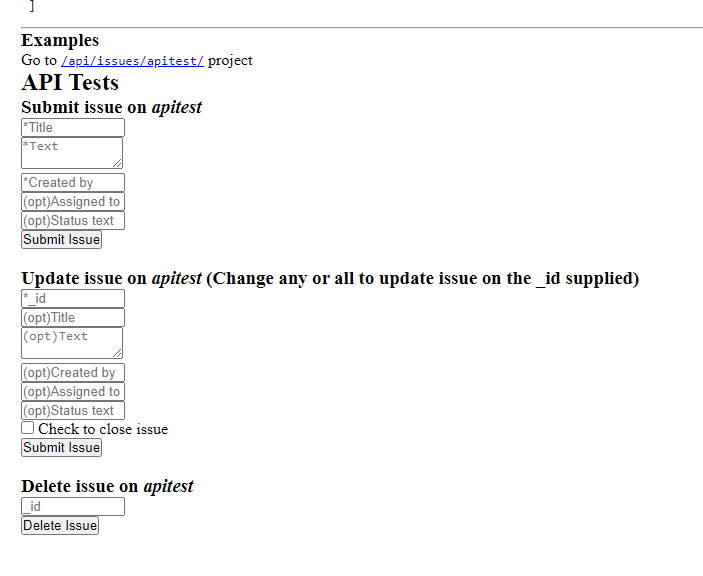 ]
Examples
Go to /api/issues/apitest/ project
API Tests
Submit issue on apitest
*Title
*Text
*Created by
(opt)Assigned to
(opt)Status text
Submit Issue
Update issue on apitest (Change any or all to update issue on the _id supplied)
*_id
(opt)Title
(opt)Text
(opt)Created by
(opt)Assigned to
(opt)Status text
Check to close issue
Submit Issue
Delete issue on apitest
_id
Delete Issue